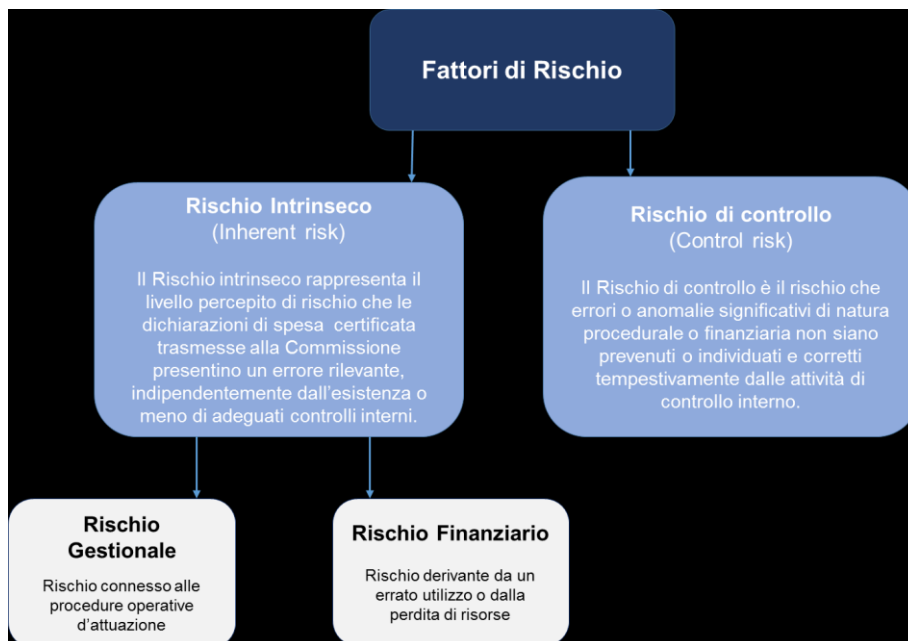 Fattori di Rischio
Rischio Intrinseco
(Inherent risk)
Il Rischio intrinseco rappresenta il
livello percepito di rischio che le
dichiarazioni di spesa certificata
trasmesse alla Commissione
presentino un errore rilevante,
indipendentemente dall'esistenza o
meno di adeguati controlli interni.
Rischio di controllo
(Control risk)
Il Rischio di controllo è il rischio che
errori o anomalie significativi di natura
procedurale o finanziaria non siano
prevenuti o individuati e corretti
tempestivamente dalle attività di
controllo interno.
Rischio
Gestionale
Rischio connesso alle
procedure operative
d'attuazione
Rischio Finanziario
Rischio derivante da un
errato utilizzo o dalla
perdita di risorse